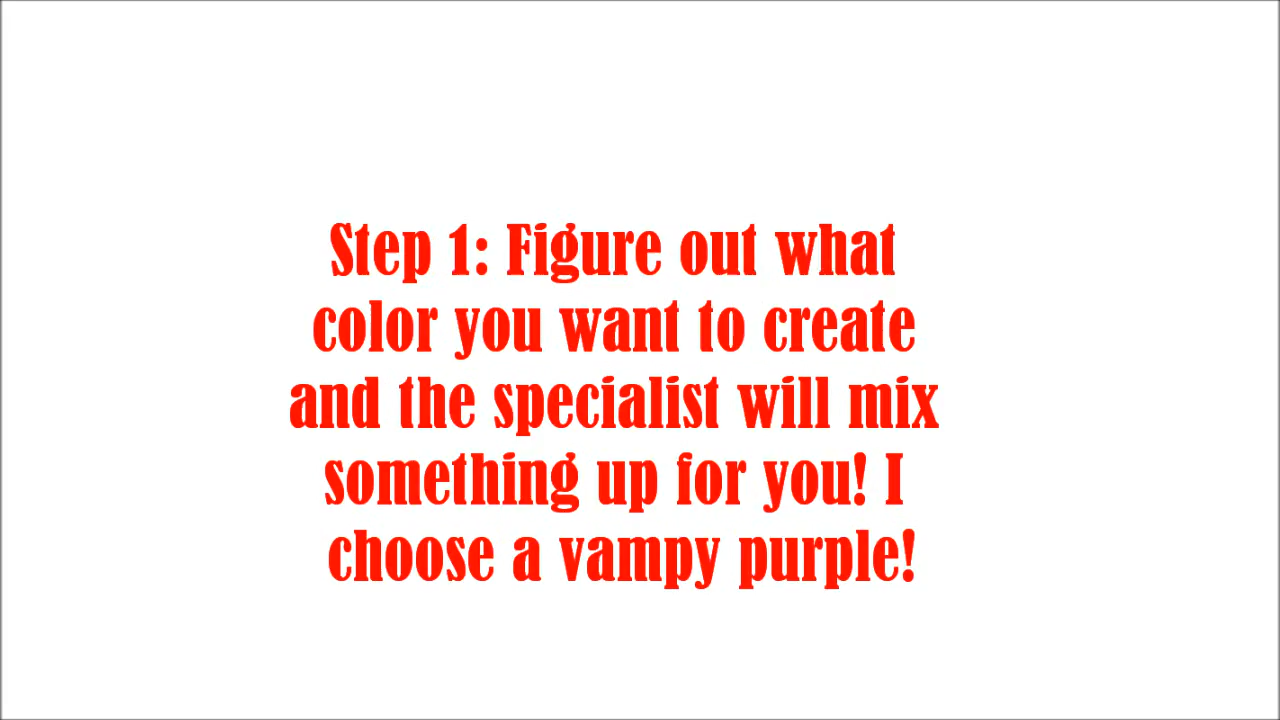 Step 1: Figure out what
color you want to create
and the specialist will mix
something up for you! I
choose a vampy purple!